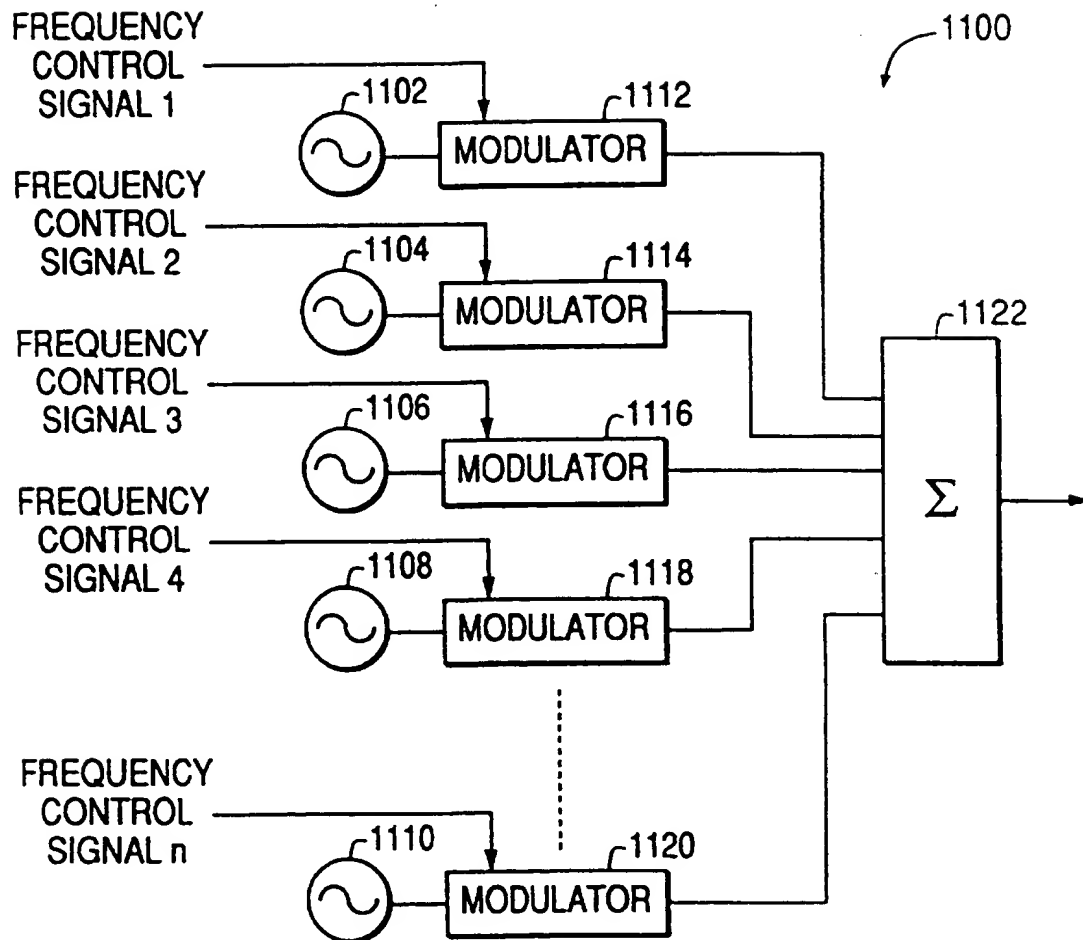 FREQUENCY
CONTROL
SIGNAL 1
1100
1102
1112
MODULATOR
FREQUENCY
CONTROL
SIGNAL 2
1104
1114
MODULATOR
1122
Σ
FREQUENCY
CONTROL
SIGNAL 3
1106
1116
MODULATOR
FREQUENCY
CONTROL
SIGNAL 4
1108
1118
MODULATOR
FREQUENCY
CONTROL
SIGNAL n
1110
1120
MODULATOR